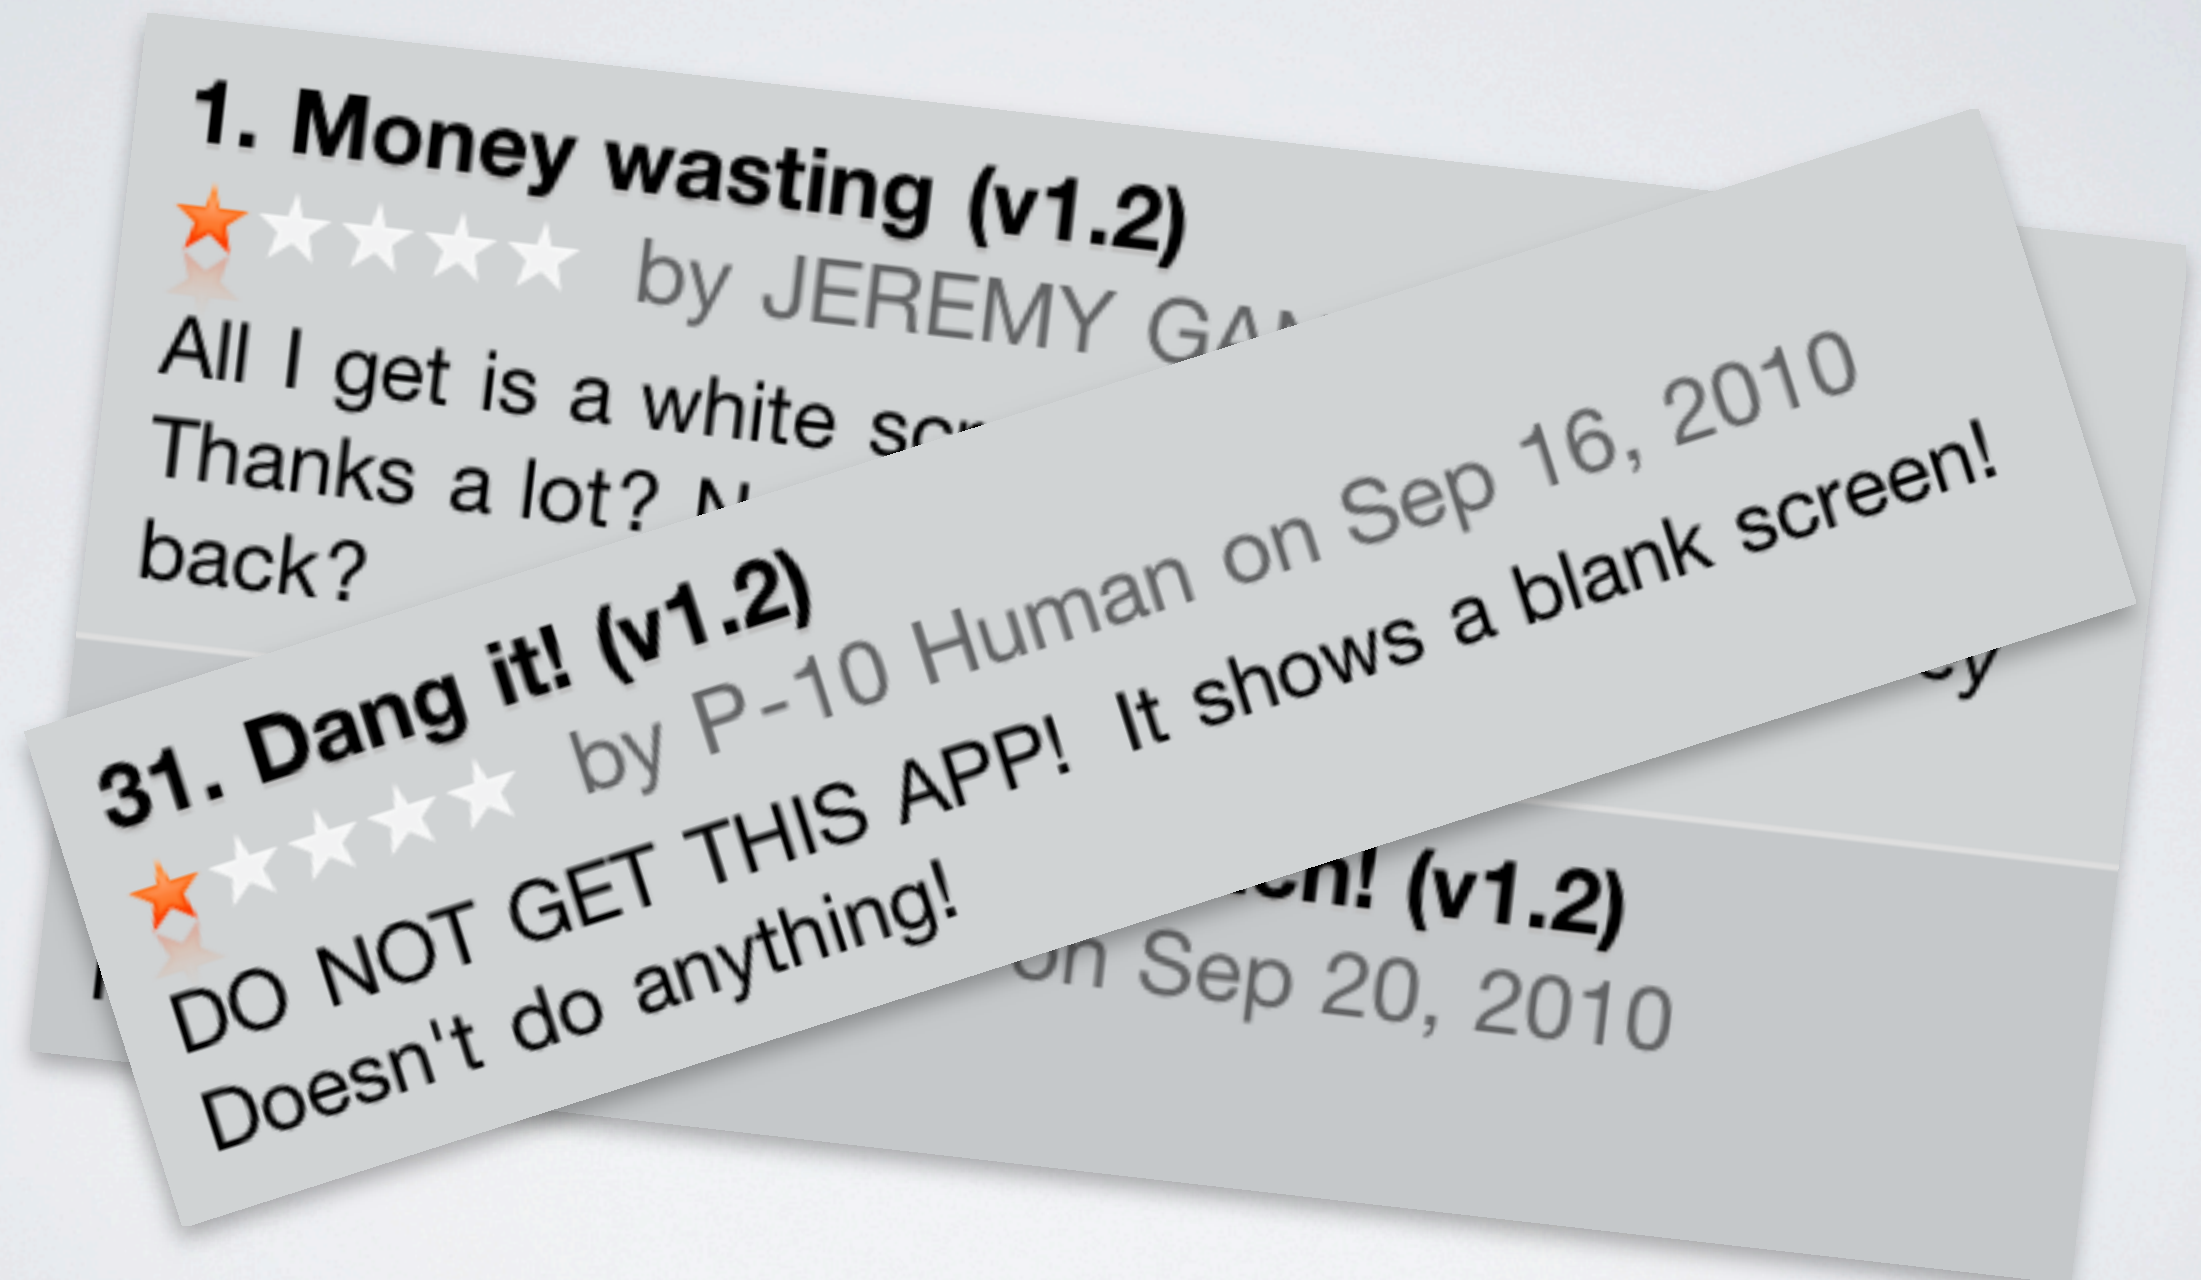 1. Money wasting (v1.2)
by JEREMY
All I get is a white
Thanks a lot?
back?
31. Dang it! (v1.2)
by P-10 Human on Sep 16, 2010
DO NOT GET THIS APP!  It shows a blank screen!
Doesn't do anything!
(v1.2)
on Sep 20, 2010